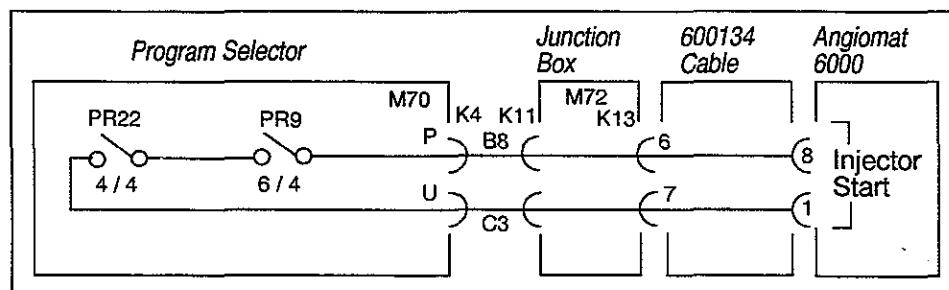 Program Selector
Junction Box
600134 Cable
Angiomat 6000
M70
M72
K4
K11
K13
PR22
PR9
P
B8
6
8
Injector Start
4 / 4
6 / 4
U
C3
7
1